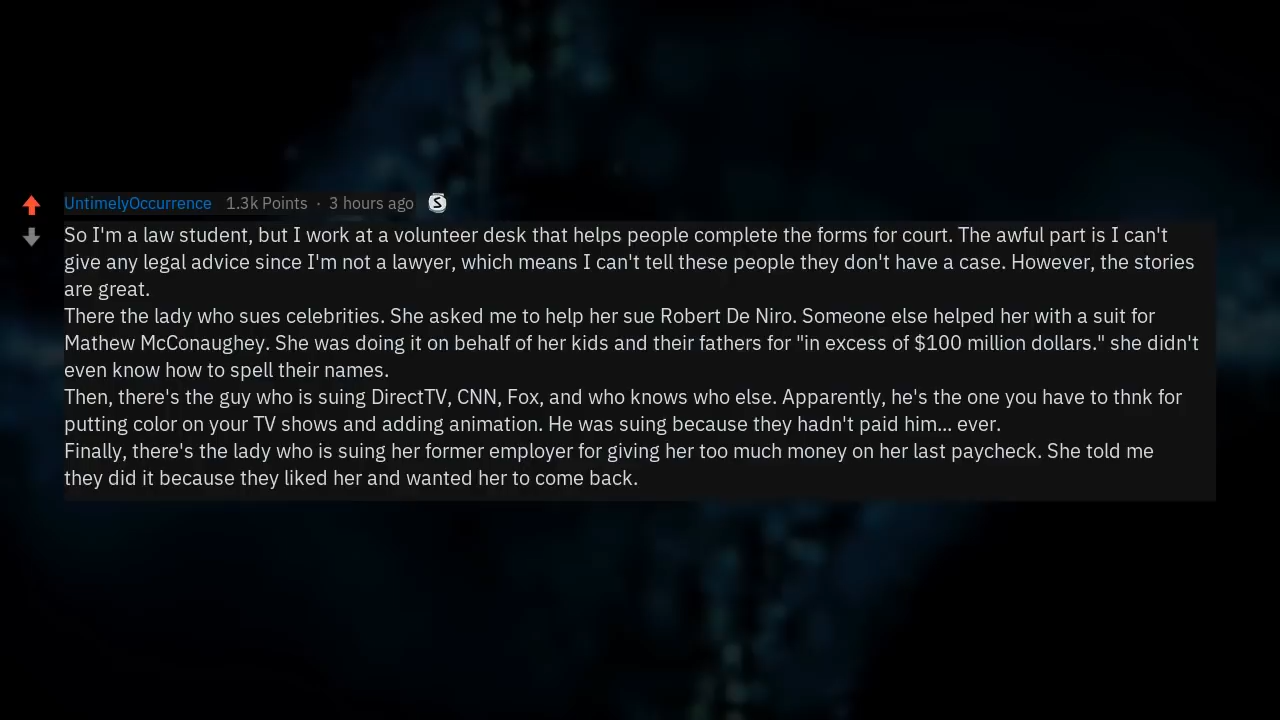 UntimelyOccurrence 1.3k Points · 3 hours ago S
So I'm a law student, but I work at a volunteer desk that helps people complete the forms for court. The awful part is I can't
give any legal advice since I'm not a lawyer, which means I can't tell these people they don't have a case. However, the stories
are great.
There the lady who sues celebrities. She asked me to help her sue Robert De Niro. Someone else helped her with a suit for
Mathew McConaughey. She was doing it on behalf of her kids and their fathers for "in excess of $100 million dollars." she didn't
even know how to spell their names.
Then, there's the guy who is suing DirectTV, CNN, Fox, and who knows who else. Apparently, he's the one you have to thnk for
putting color on your TV shows and adding animation. He was suing because they hadn't paid him... ever.
Finally, there's the lady who is suing her former employer for giving her too much money on her last paycheck. She told me
they did it because they liked her and wanted her to come back.